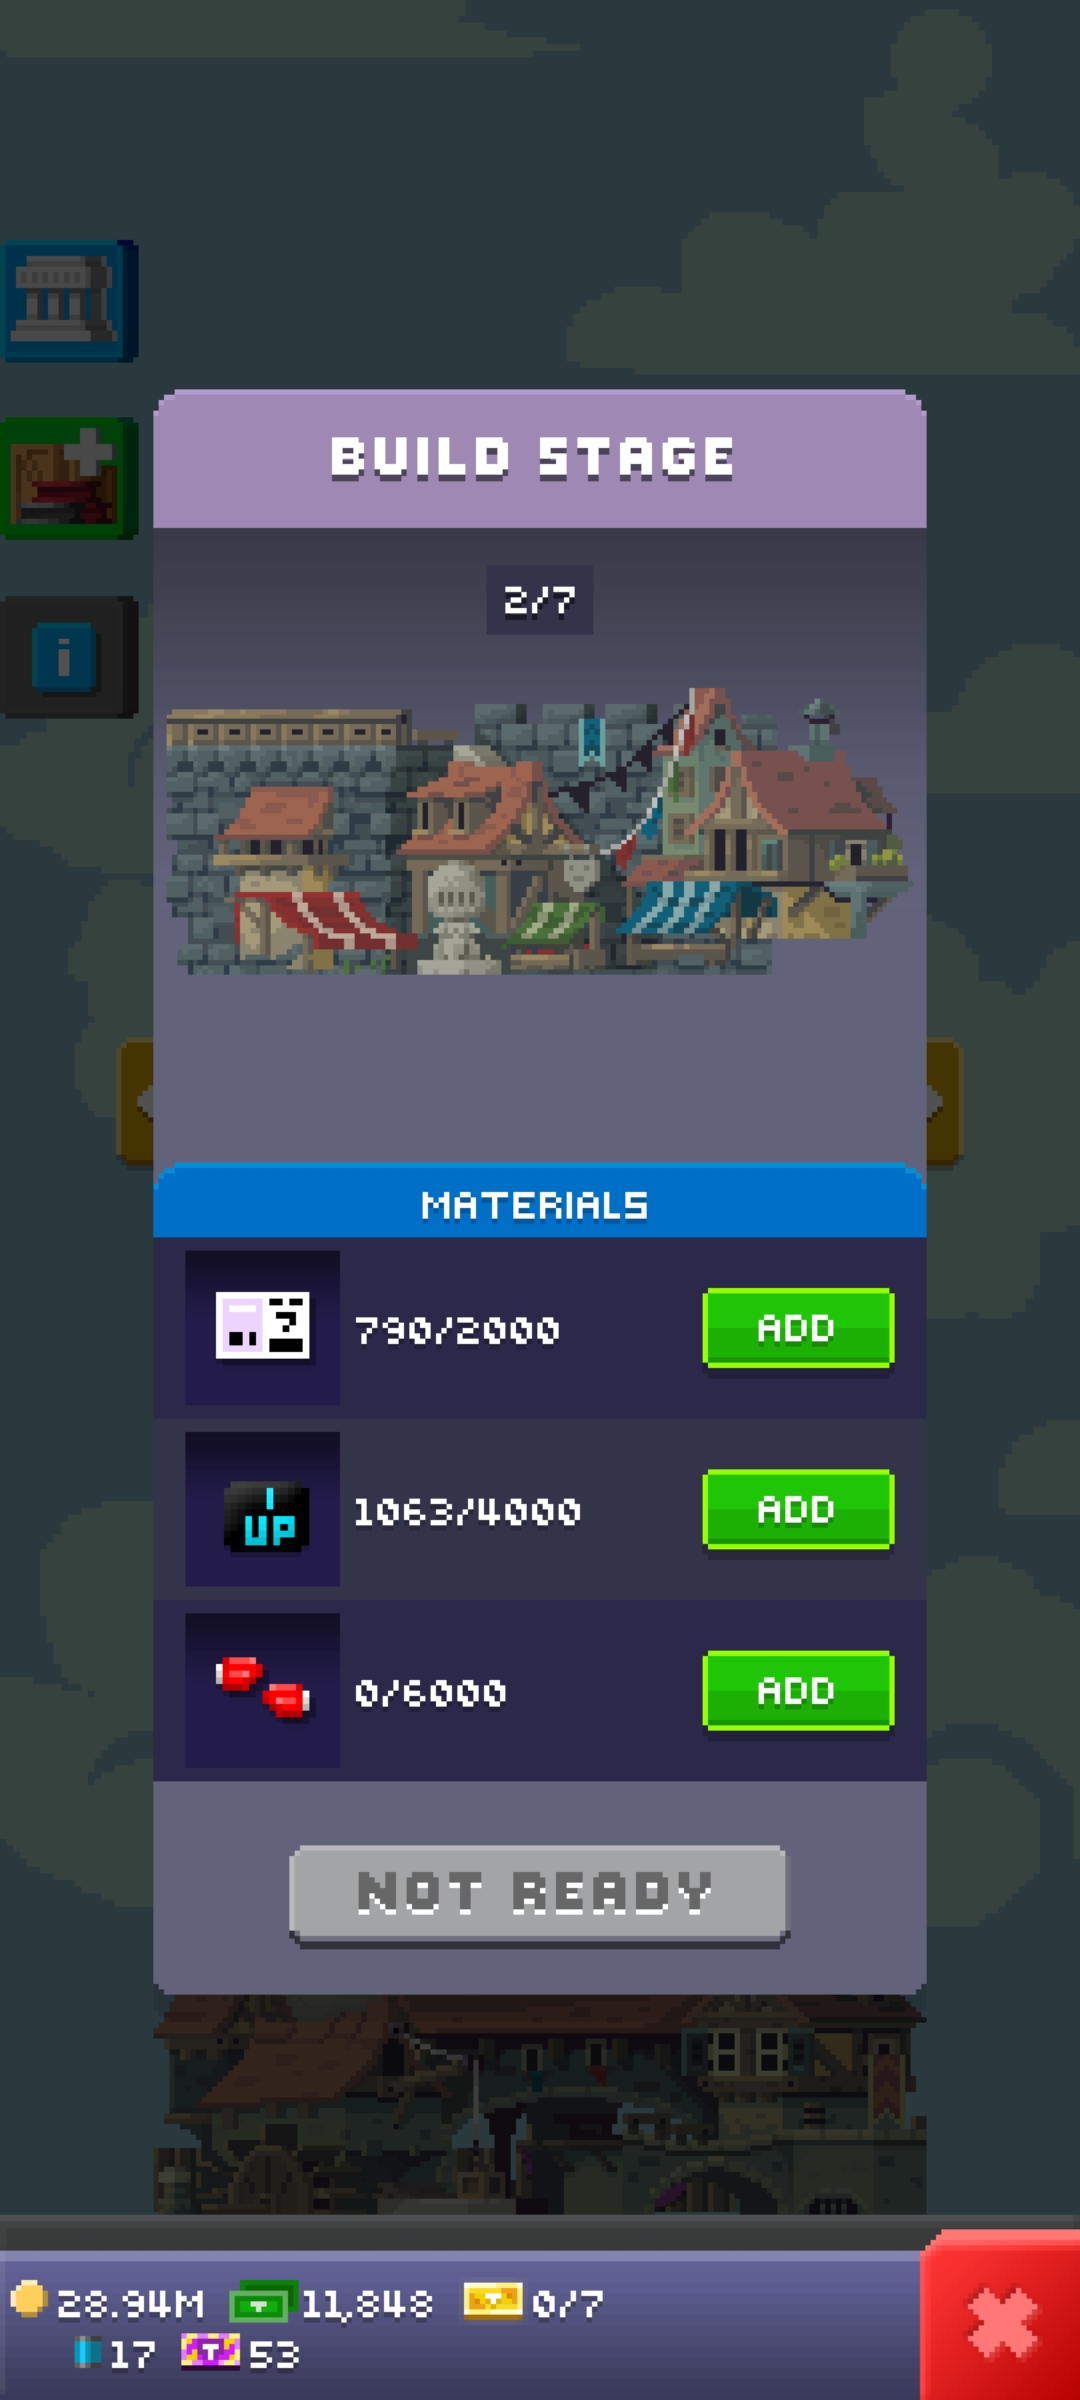 BUILD STAGE
2/7
MATERIALS
790/2000
ADD
UP
1063/4000
ADD
0/6000
ADD
NOT READY
28.94M 11,848 0/7
17 53